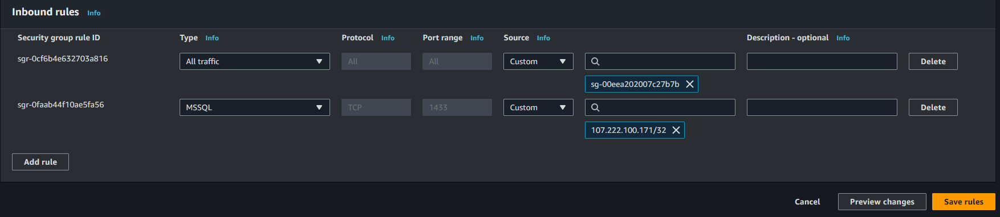 Inbound rules Info
Security group rule ID Type Info Protocol Info Port range Info Source Info Description - optional Info
sgr-0cf6b4e632703a816 All traffic All All Custom Delete
sg-00eea202007c27b7b
sgr-0faab44f10ae5fa56 MSSQL TCP 1433 Custom Delete
107.222.100.171/32
Add rule
Cancel Preview changes Save rules